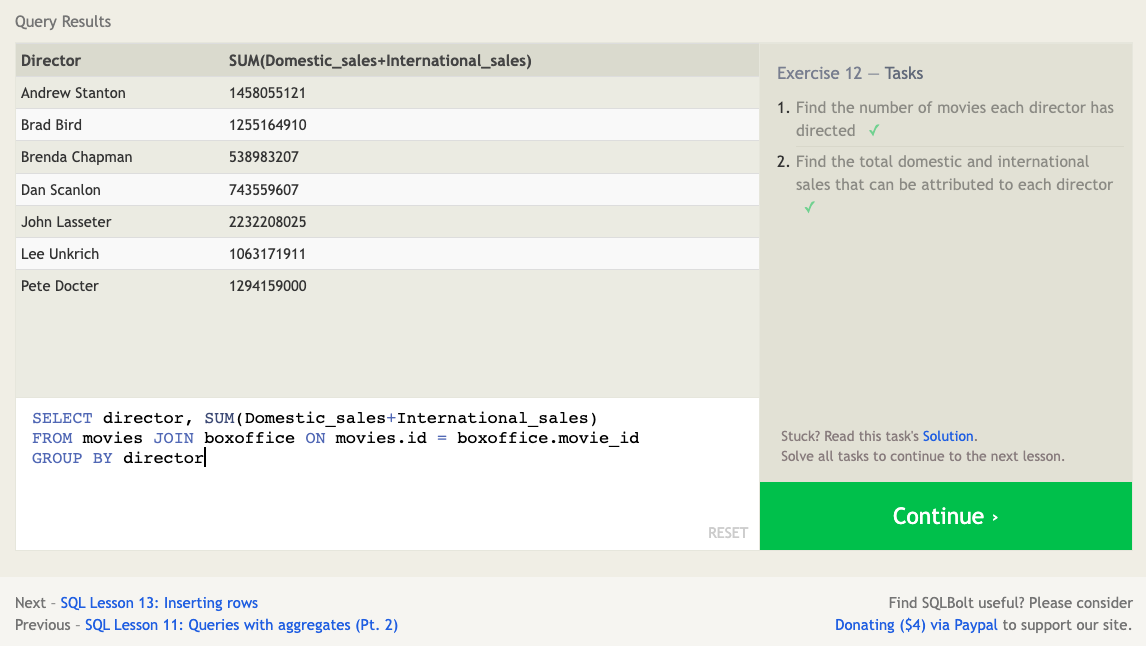 Query Results
Director SUM(Domestic_sales+International_sales)
Andrew Stanton 1458055121
Brad Bird 1255164910
Brenda Chapman 538983207
Dan Scanlon 743559607
John Lasseter 2232208025
Lee Unkrich 1063171911
Pete Docter 1294159000
SELECT director, SUM(Domestic_sales+International_sales)
FROM movies JOIN boxoffice ON movies.id = boxoffice.movie_id
GROUP BY director
RESET
Exercise 12 — Tasks
1. Find the number of movies each director has
directed ✓
2. Find the total domestic and international
sales that can be attributed to each director
✓
Stuck? Read this task's Solution.
Solve all tasks to continue to the next lesson.
Continue ›
Next – SQL Lesson 13: Inserting rows
Previous – SQL Lesson 11: Queries with aggregates (Pt. 2)
Find SQLBolt useful? Please consider
Donating ($4) via Paypal to support our site.